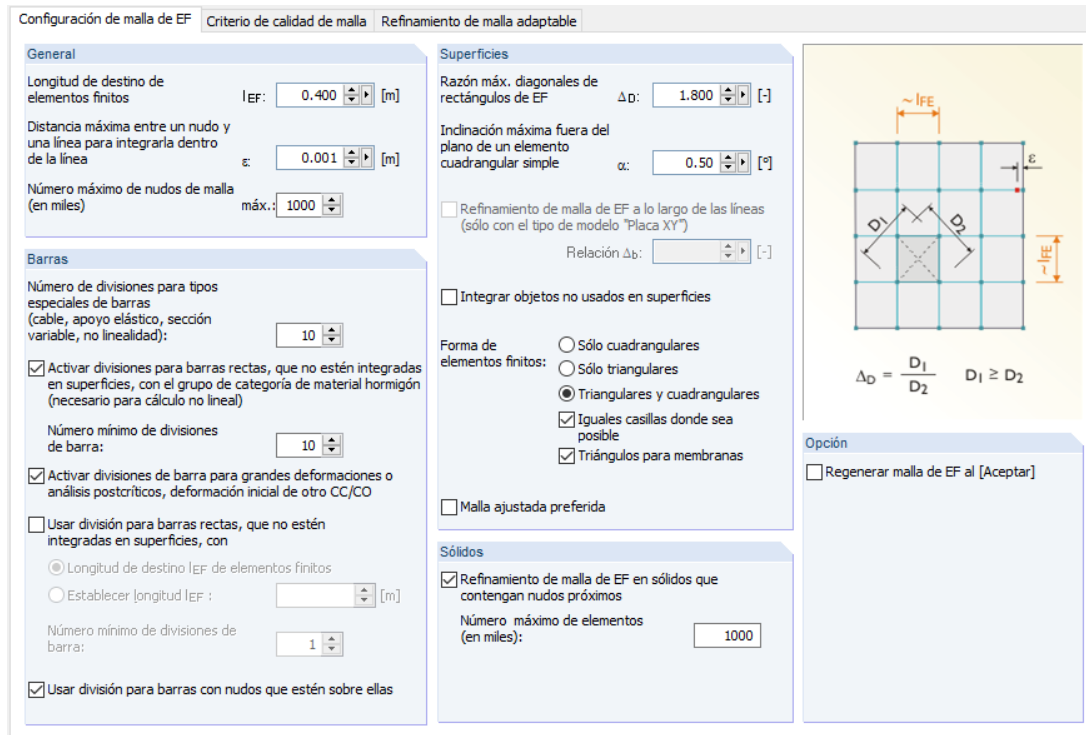 Configuración de malla de EF
Criterio de calidad de malla
Refinamiento de malla adaptable
General
Longitud de destino de
elementos finitos
lEF:
0.400
[m]
Distancia máxima entre un nudo y
una línea para integrarla dentro
de la línea
ε:
0.001
[m]
Número máximo de nudos de malla
(en miles)
máx.:
1000
Barras
Número de divisiones para tipos
especiales de barras
(cable, apoyo elástico, sección
variable, no linealidad):
10
Activar divisiones para barras rectas, que no estén integradas
en superficies, con el grupo de categoría de material hormigón
(necesario para cálculo no lineal)
Número mínimo de divisiones
de barra:
10
Activar divisiones de barra para grandes deformaciones o
análisis postcríticos, deformación inicial de otro CC/CO
Usar división para barras rectas, que no estén
integradas en superficies, con
Longitud de destino lEF de elementos finitos
Establecer longitud lEF :
[m]
Número mínimo de divisiones de
barra:
1
Usar división para barras con nudos que estén sobre ellas
Superficies
Razón máx. diagonales de
rectángulos de EF
ΔD:
1.800
[-]
Inclinación máxima fuera del
plano de un elemento
cuadrangular simple
α:
0.50
[°]
Refinamiento de malla de EF a lo largo de las líneas
(sólo con el tipo de modelo "Placa XY")
Relación Δb:
[-]
Integrar objetos no usados en superficies
Forma de
elementos finitos:
Sólo cuadrangulares
Sólo triangulares
Triangulares y cuadrangulares
Iguales casillas donde sea
posible
Triángulos para membranas
Malla ajustada preferida
Sólidos
Refinamiento de malla de EF en sólidos que
contengan nudos próximos
Número máximo de elementos
(en miles):
1000
~ lFE
ε
D1
D2
~ lFE
ΔD = D1 / D2 D1 ≥ D2
Opción
Regenerar malla de EF al [Aceptar]